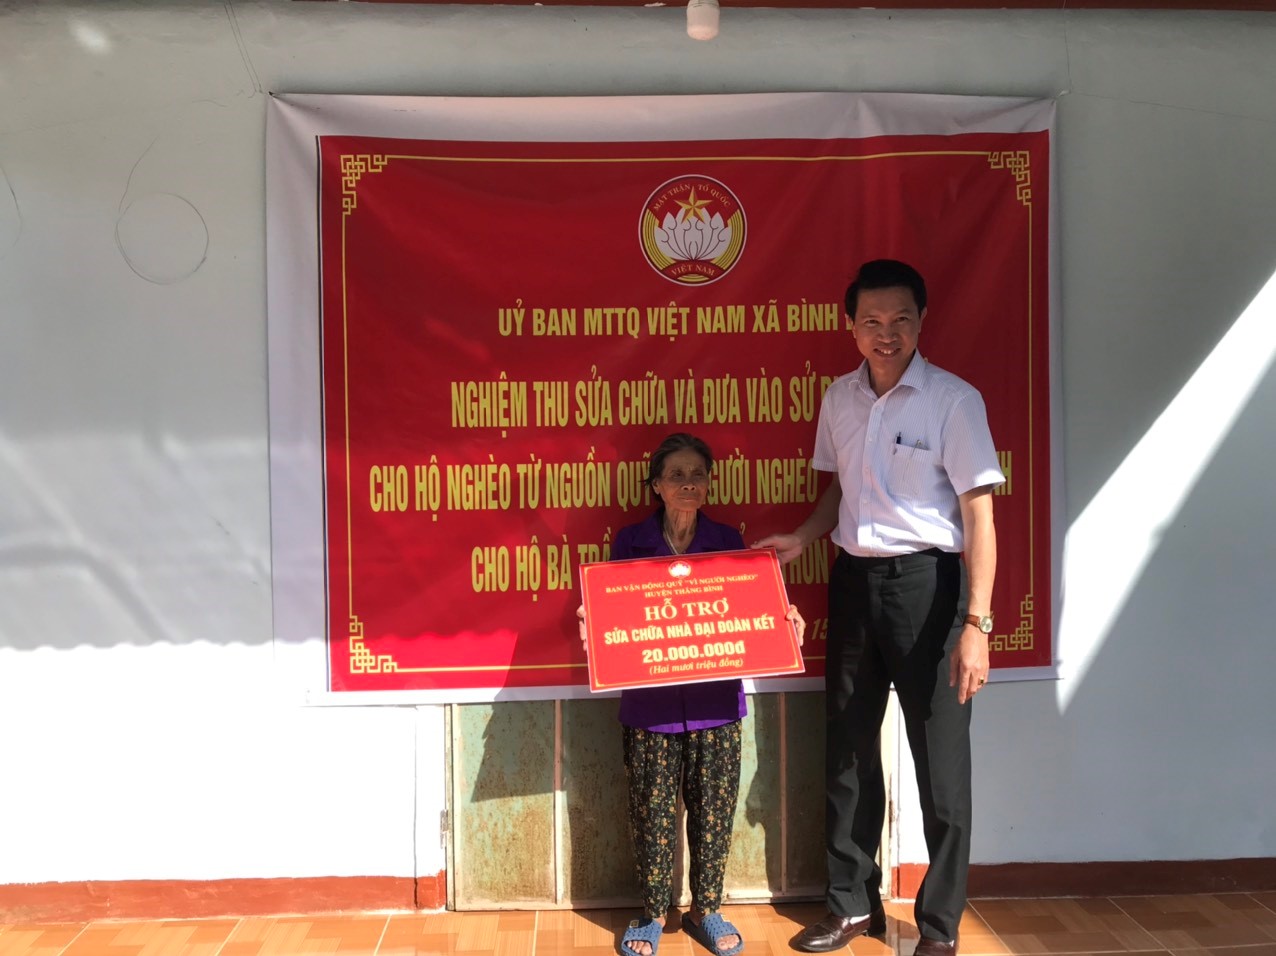 MẶT TRẬN TỔ QUỐC
VIỆT NAM
UỶ BAN MTTQ VIỆT NAM XÃ BÌNH
NGHIỆM THU SỬA CHỮA VÀ ĐƯA VÀO SỬ
CHO HỘ NGHÈO TỪ NGUỒN QUỸ NGƯỜI NGHÈO
CHO HỘ BÀ TRẦ
15
BAN VẬN ĐỘNG QUỸ "VÌ NGƯỜI NGHÈO"
HUYỆN THĂNG BÌNH
HỖ TRỢ
SỬA CHỮA NHÀ ĐẠI ĐOÀN KẾT
20.000.000đ
(Hai mươi triệu đồng)